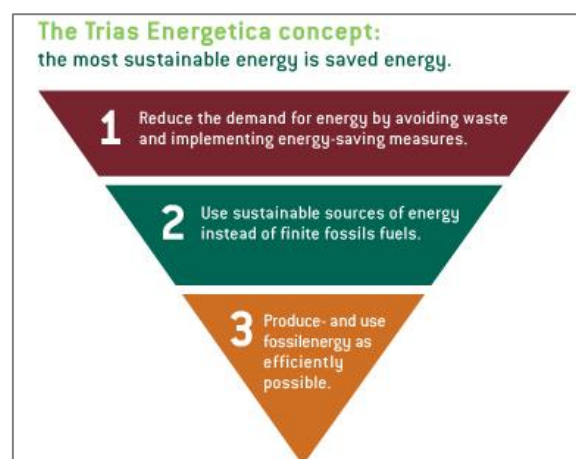 The Trias Energetica concept:
the most sustainable energy is saved energy.
1
Reduce the demand for energy by avoiding waste
and implementing energy-saving measures.
2
Use sustainable sources of energy
instead of finite fossils fuels.
3
Produce- and use
fossilenergy as
efficiently
possible.